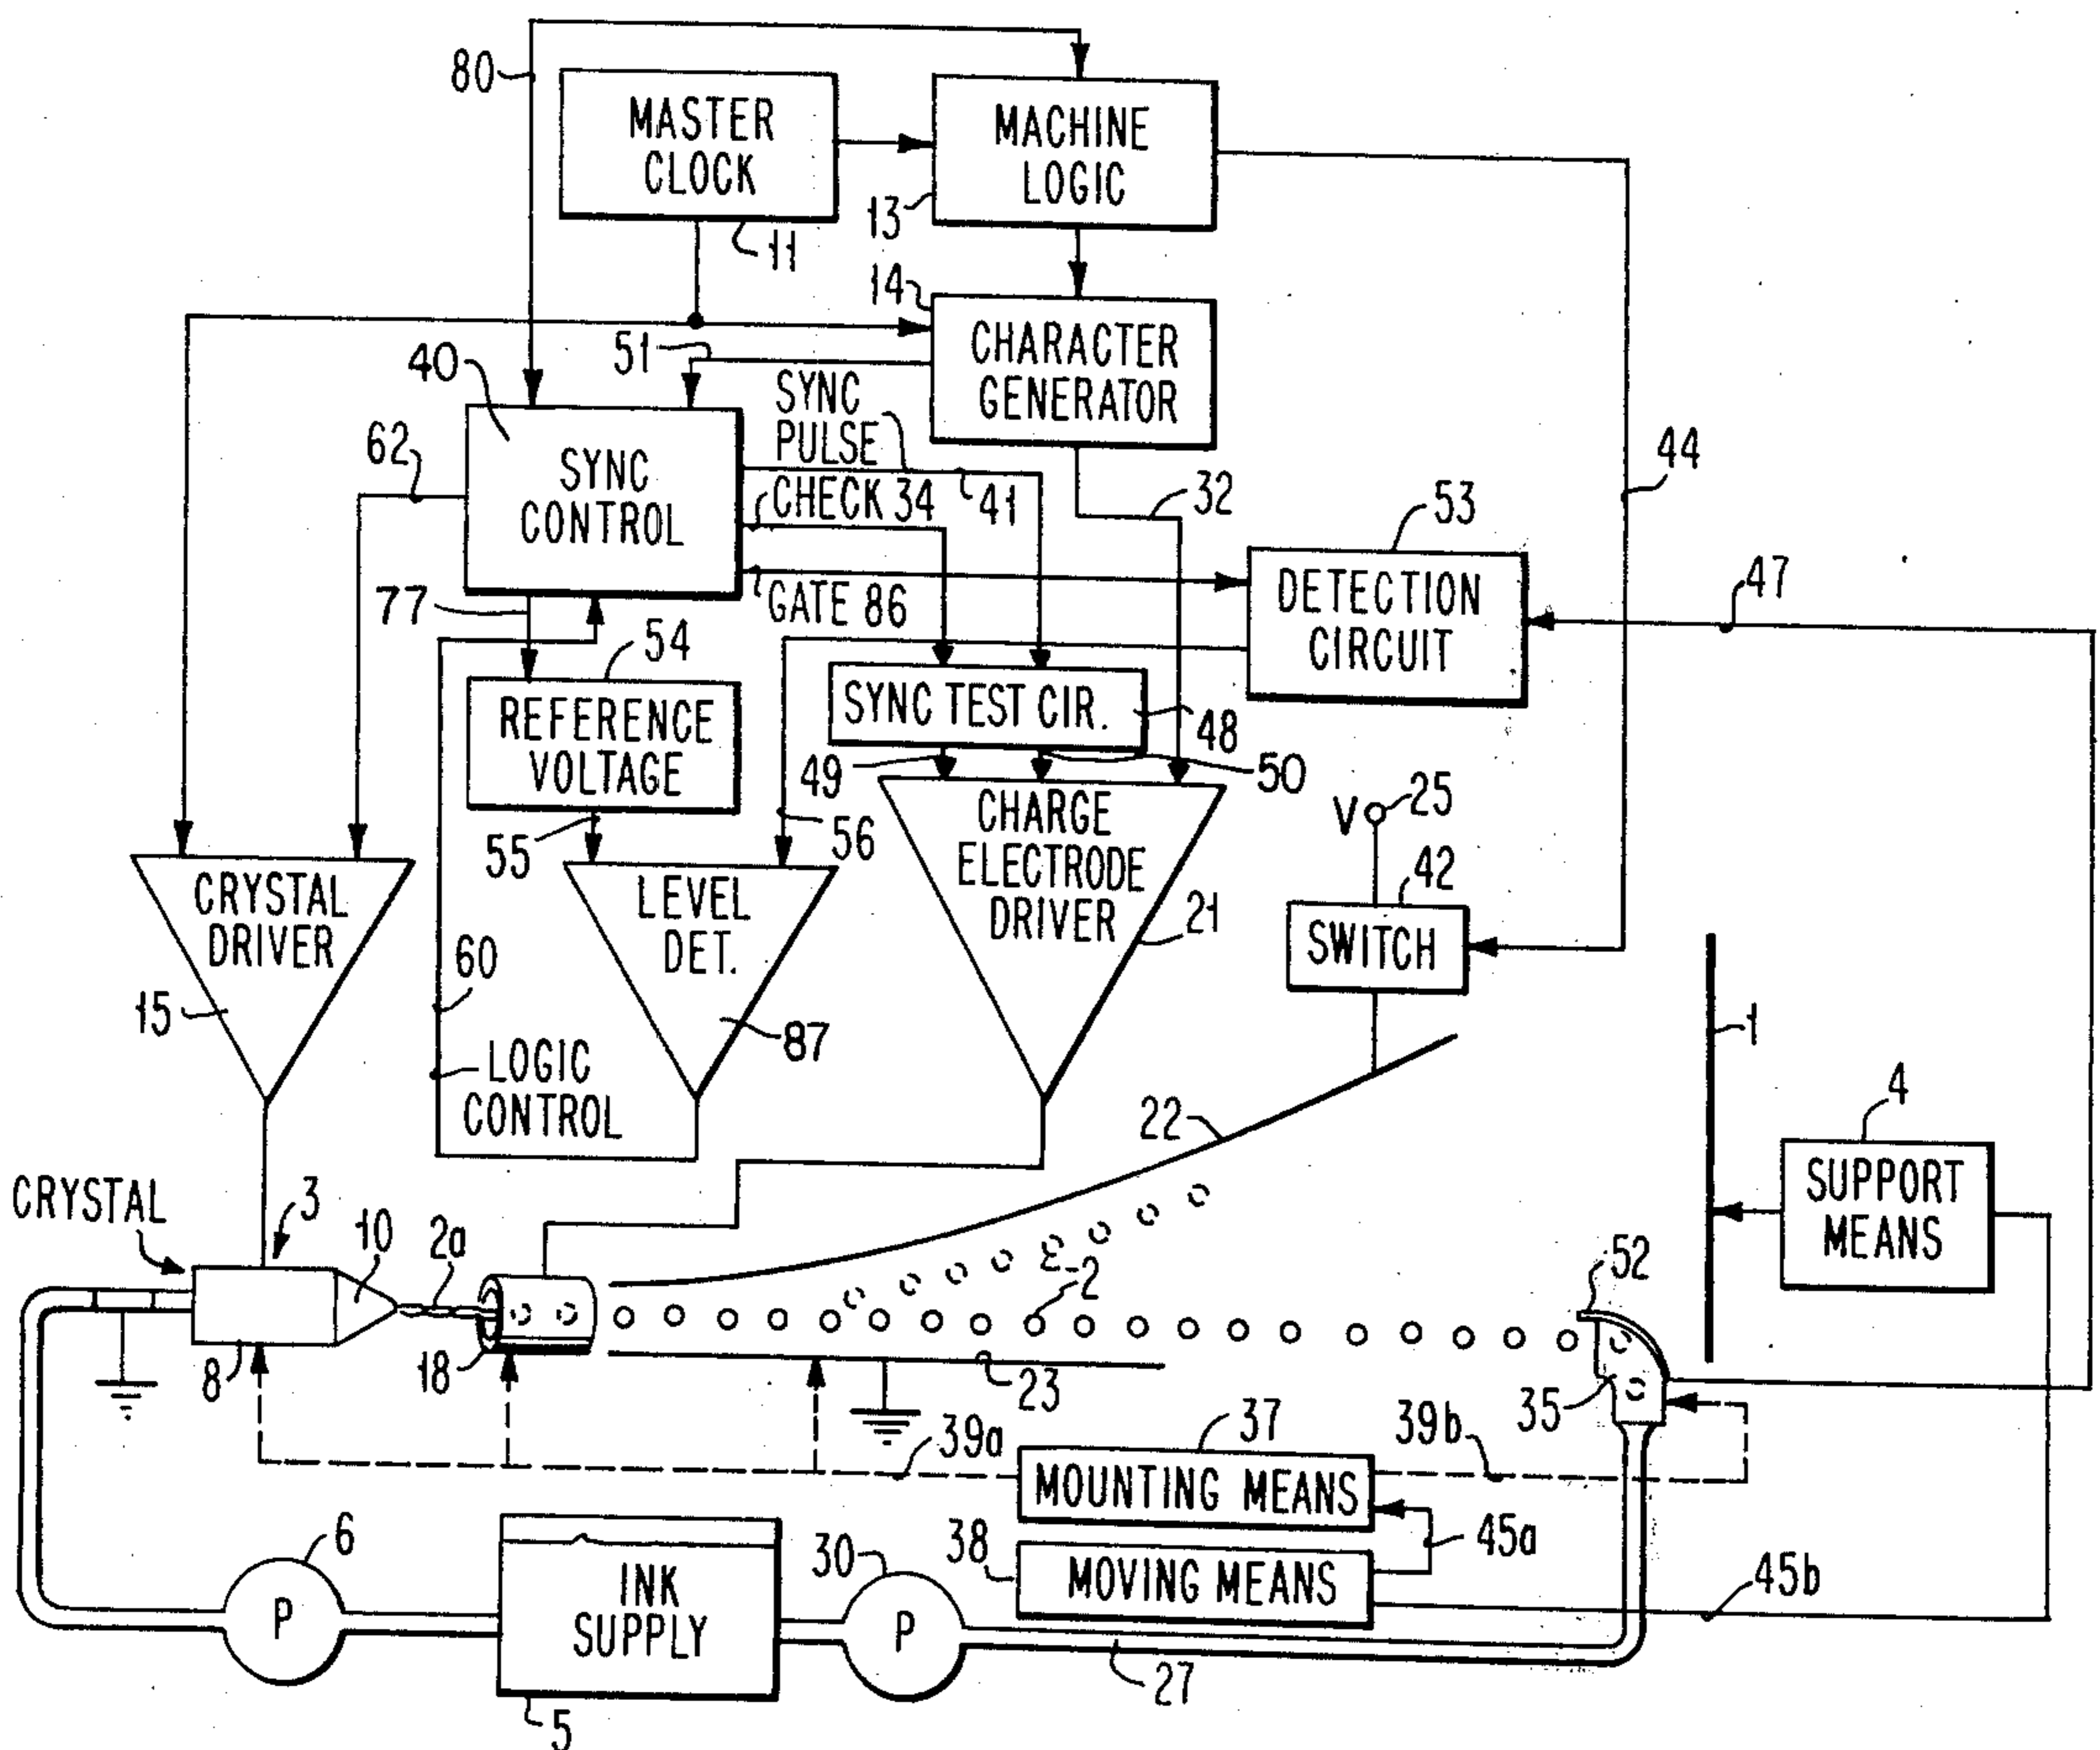 80
MASTER
CLOCK
11
MACHINE
LOGIC
13
14
CHARACTER
GENERATOR
51
40
SYNC
PULSE
SYNC
CONTROL
62
CHECK 34
41
32
44
53
77
GATE 86
DETECTION
CIRCUIT
47
54
REFERENCE
VOLTAGE
SYNC TEST CIR.
48
49
50
55
56
V
25
CRYSTAL
DRIVER
15
LEVEL
DET.
87
CHARGE
ELECTRODE
DRIVER
21
42
SWITCH
60
LOGIC
CONTROL
1
22
4
SUPPORT
MEANS
CRYSTAL
3
10
2a
2
52
8
18
23
35
39a
37
39b
MOUNTING MEANS
6
P
INK
SUPPLY
5
30
P
38
MOVING MEANS
45a
45b
27